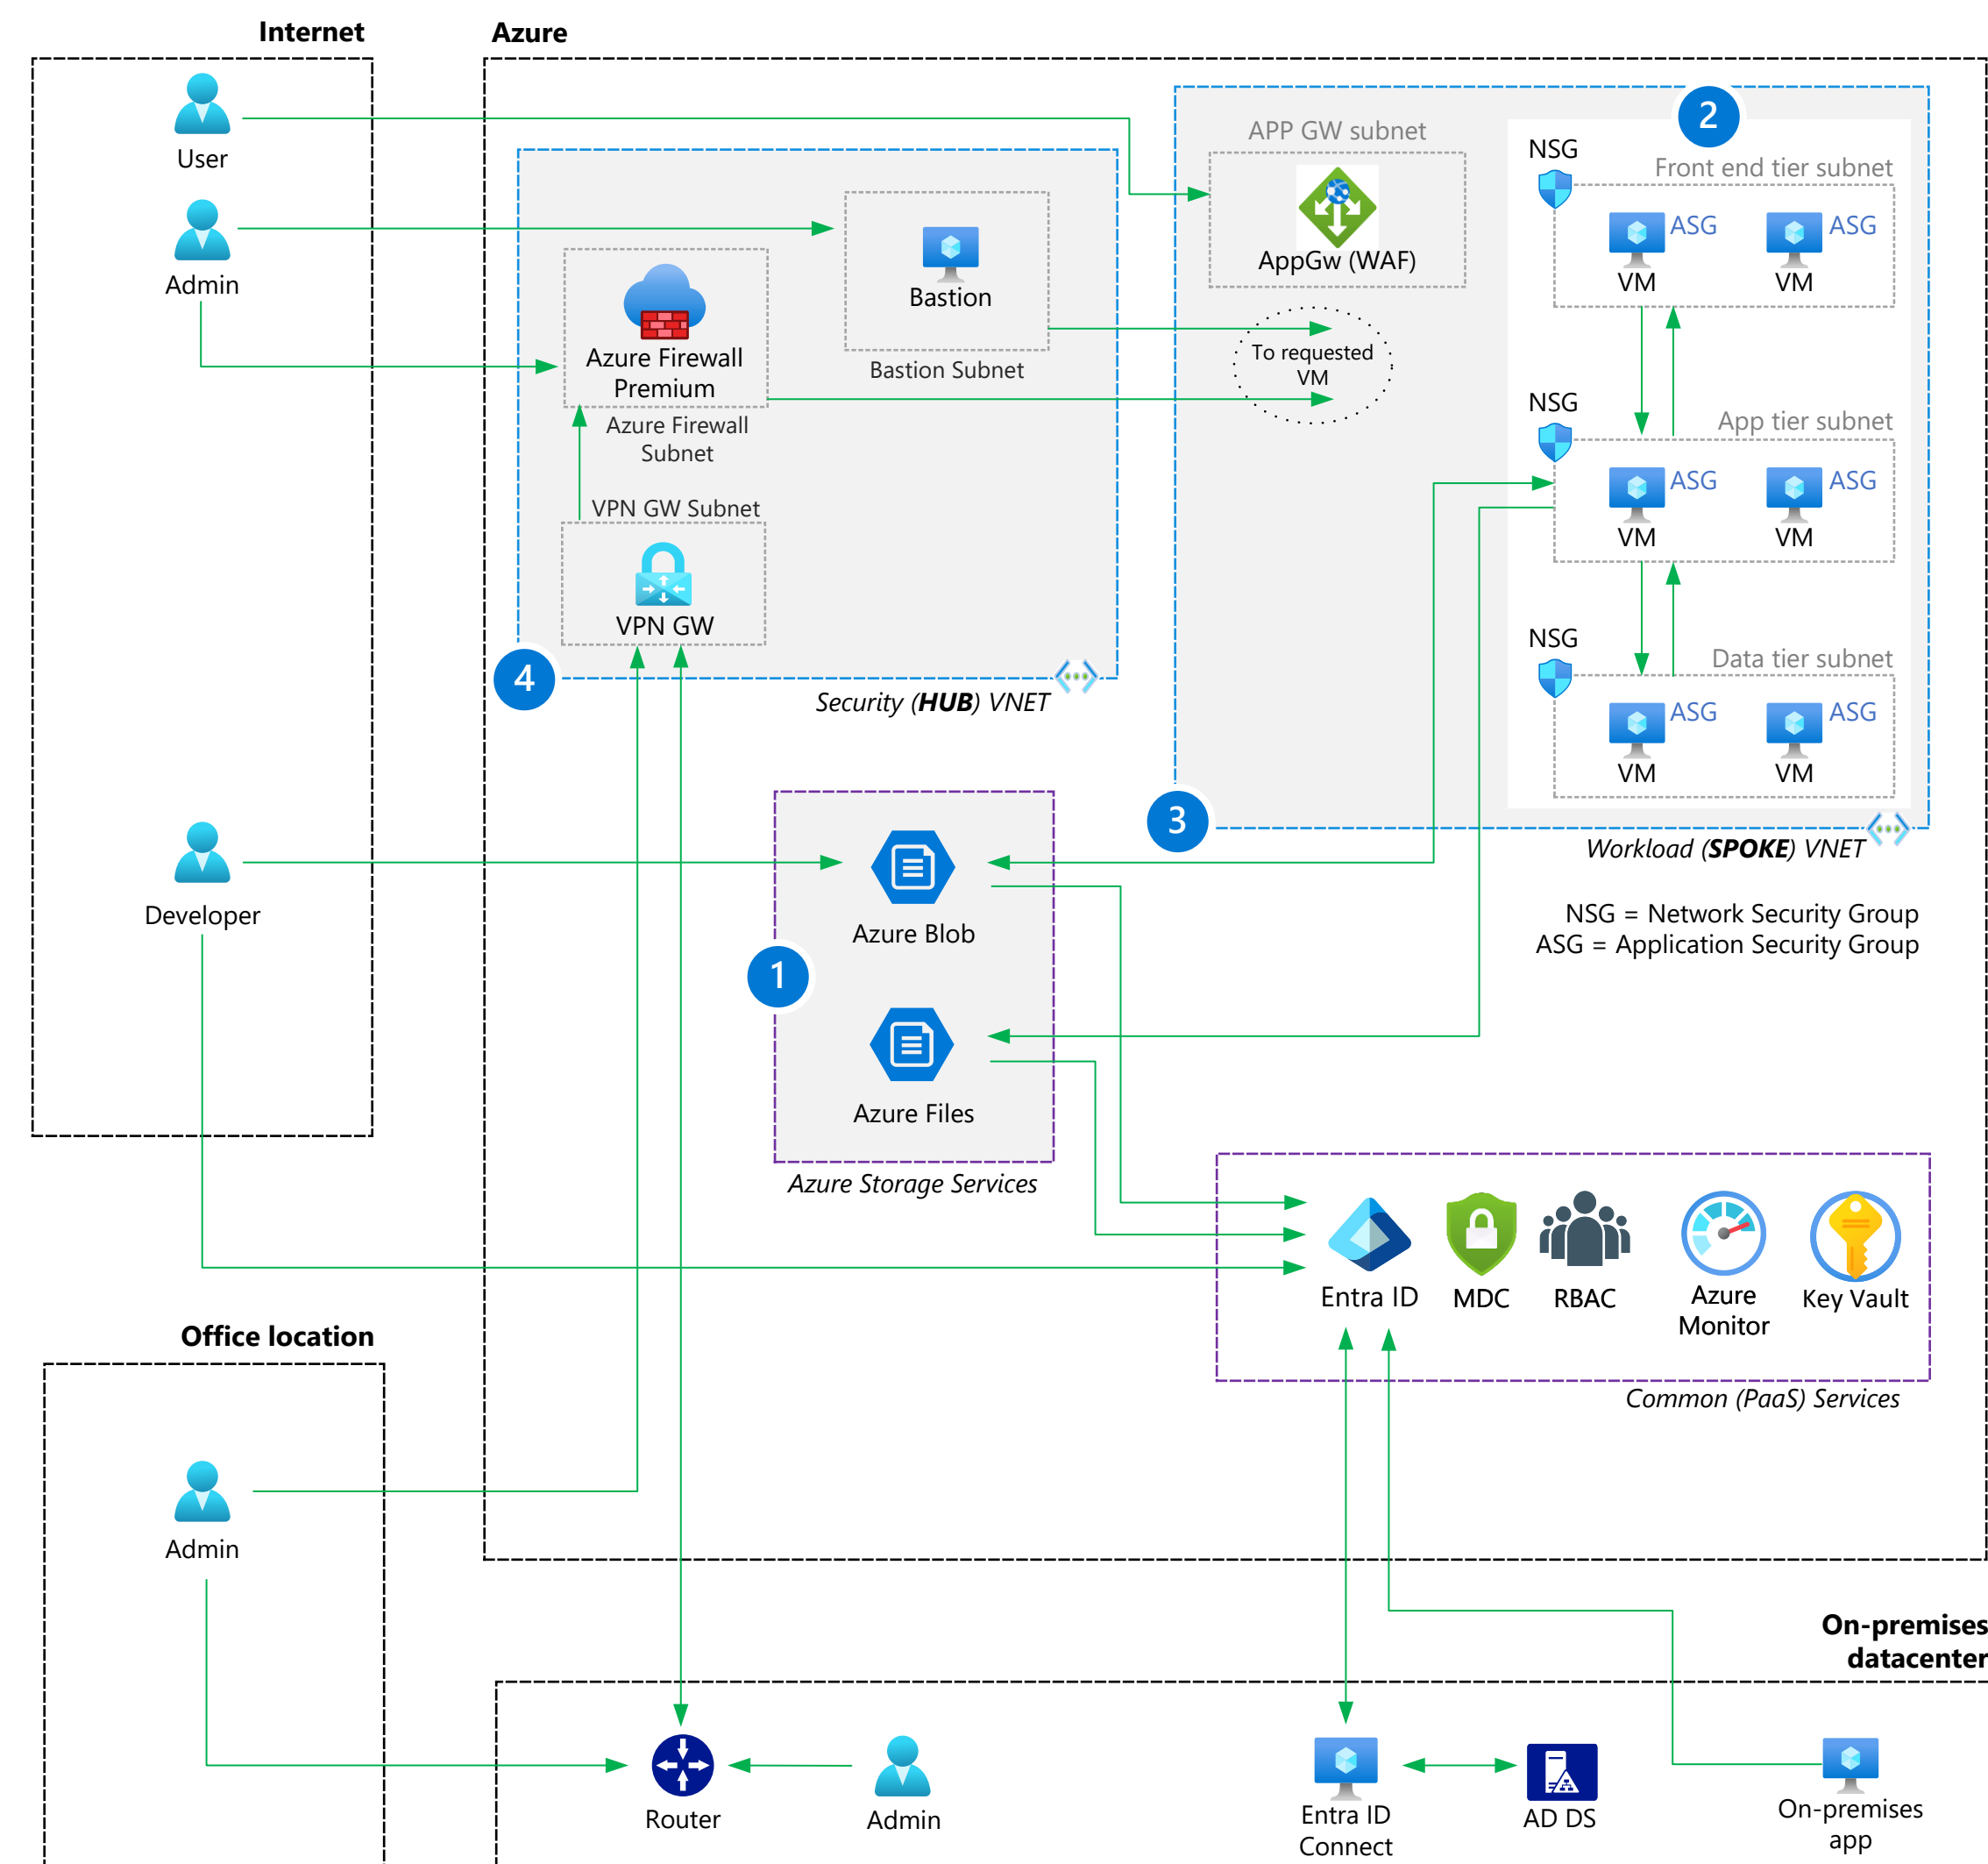 Internet
Azure
User
Admin
Azure Firewall
Premium
Azure Firewall
Subnet
Bastion
Bastion Subnet
VPN GW Subnet
VPN GW
4
Security (HUB) VNET
APP GW subnet
AppGw (WAF)
To requested
VM
2
NSG
Front end tier subnet
ASG
ASG
VM
VM
NSG
App tier subnet
ASG
ASG
VM
VM
NSG
Data tier subnet
ASG
ASG
VM
VM
3
Workload (SPOKE) VNET
NSG = Network Security Group
ASG = Application Security Group
Developer
Azure Blob
1
Azure Files
Azure Storage Services
Entra ID
MDC
RBAC
Azure
Monitor
Key Vault
Common (PaaS) Services
Office location
Admin
On-premises
datacenter
Router
Admin
Entra ID
Connect
AD DS
On-premises
app